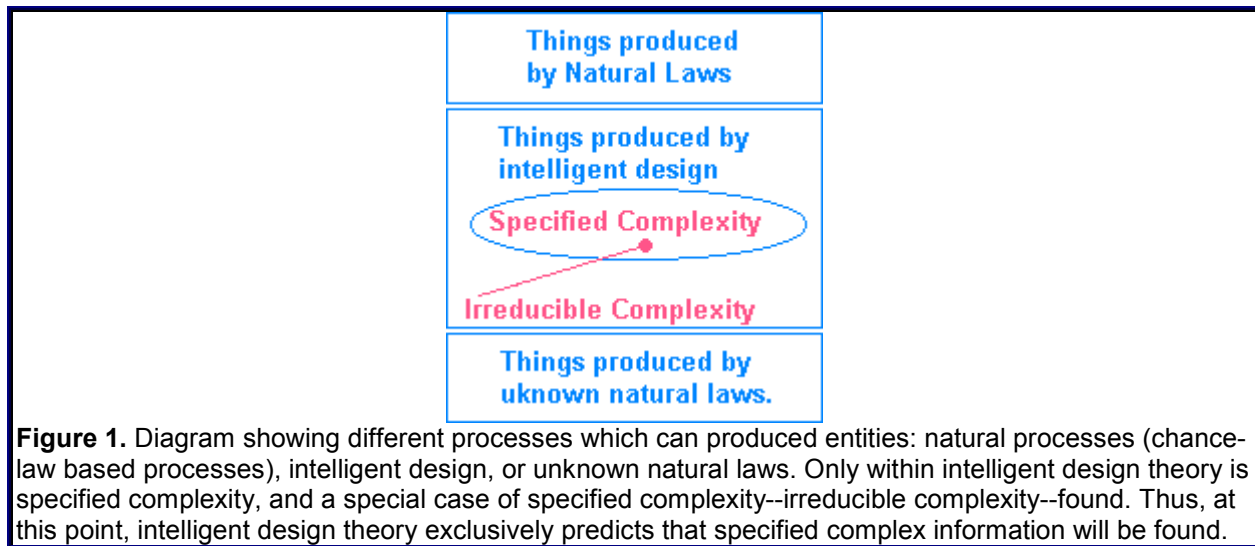 Things produced
by Natural Laws
Things produced by
intelligent design
Specified Complexity
Irreducible Complexity
Things produced by
uknown natural laws.
Figure 1. Diagram showing different processes which can produced entities: natural processes (chance-
law based processes), intelligent design, or unknown natural laws. Only within intelligent design theory is
specified complexity, and a special case of specified complexity--irreducible complexity--found. Thus, at
this point, intelligent design theory exclusively predicts that specified complex information will be found.